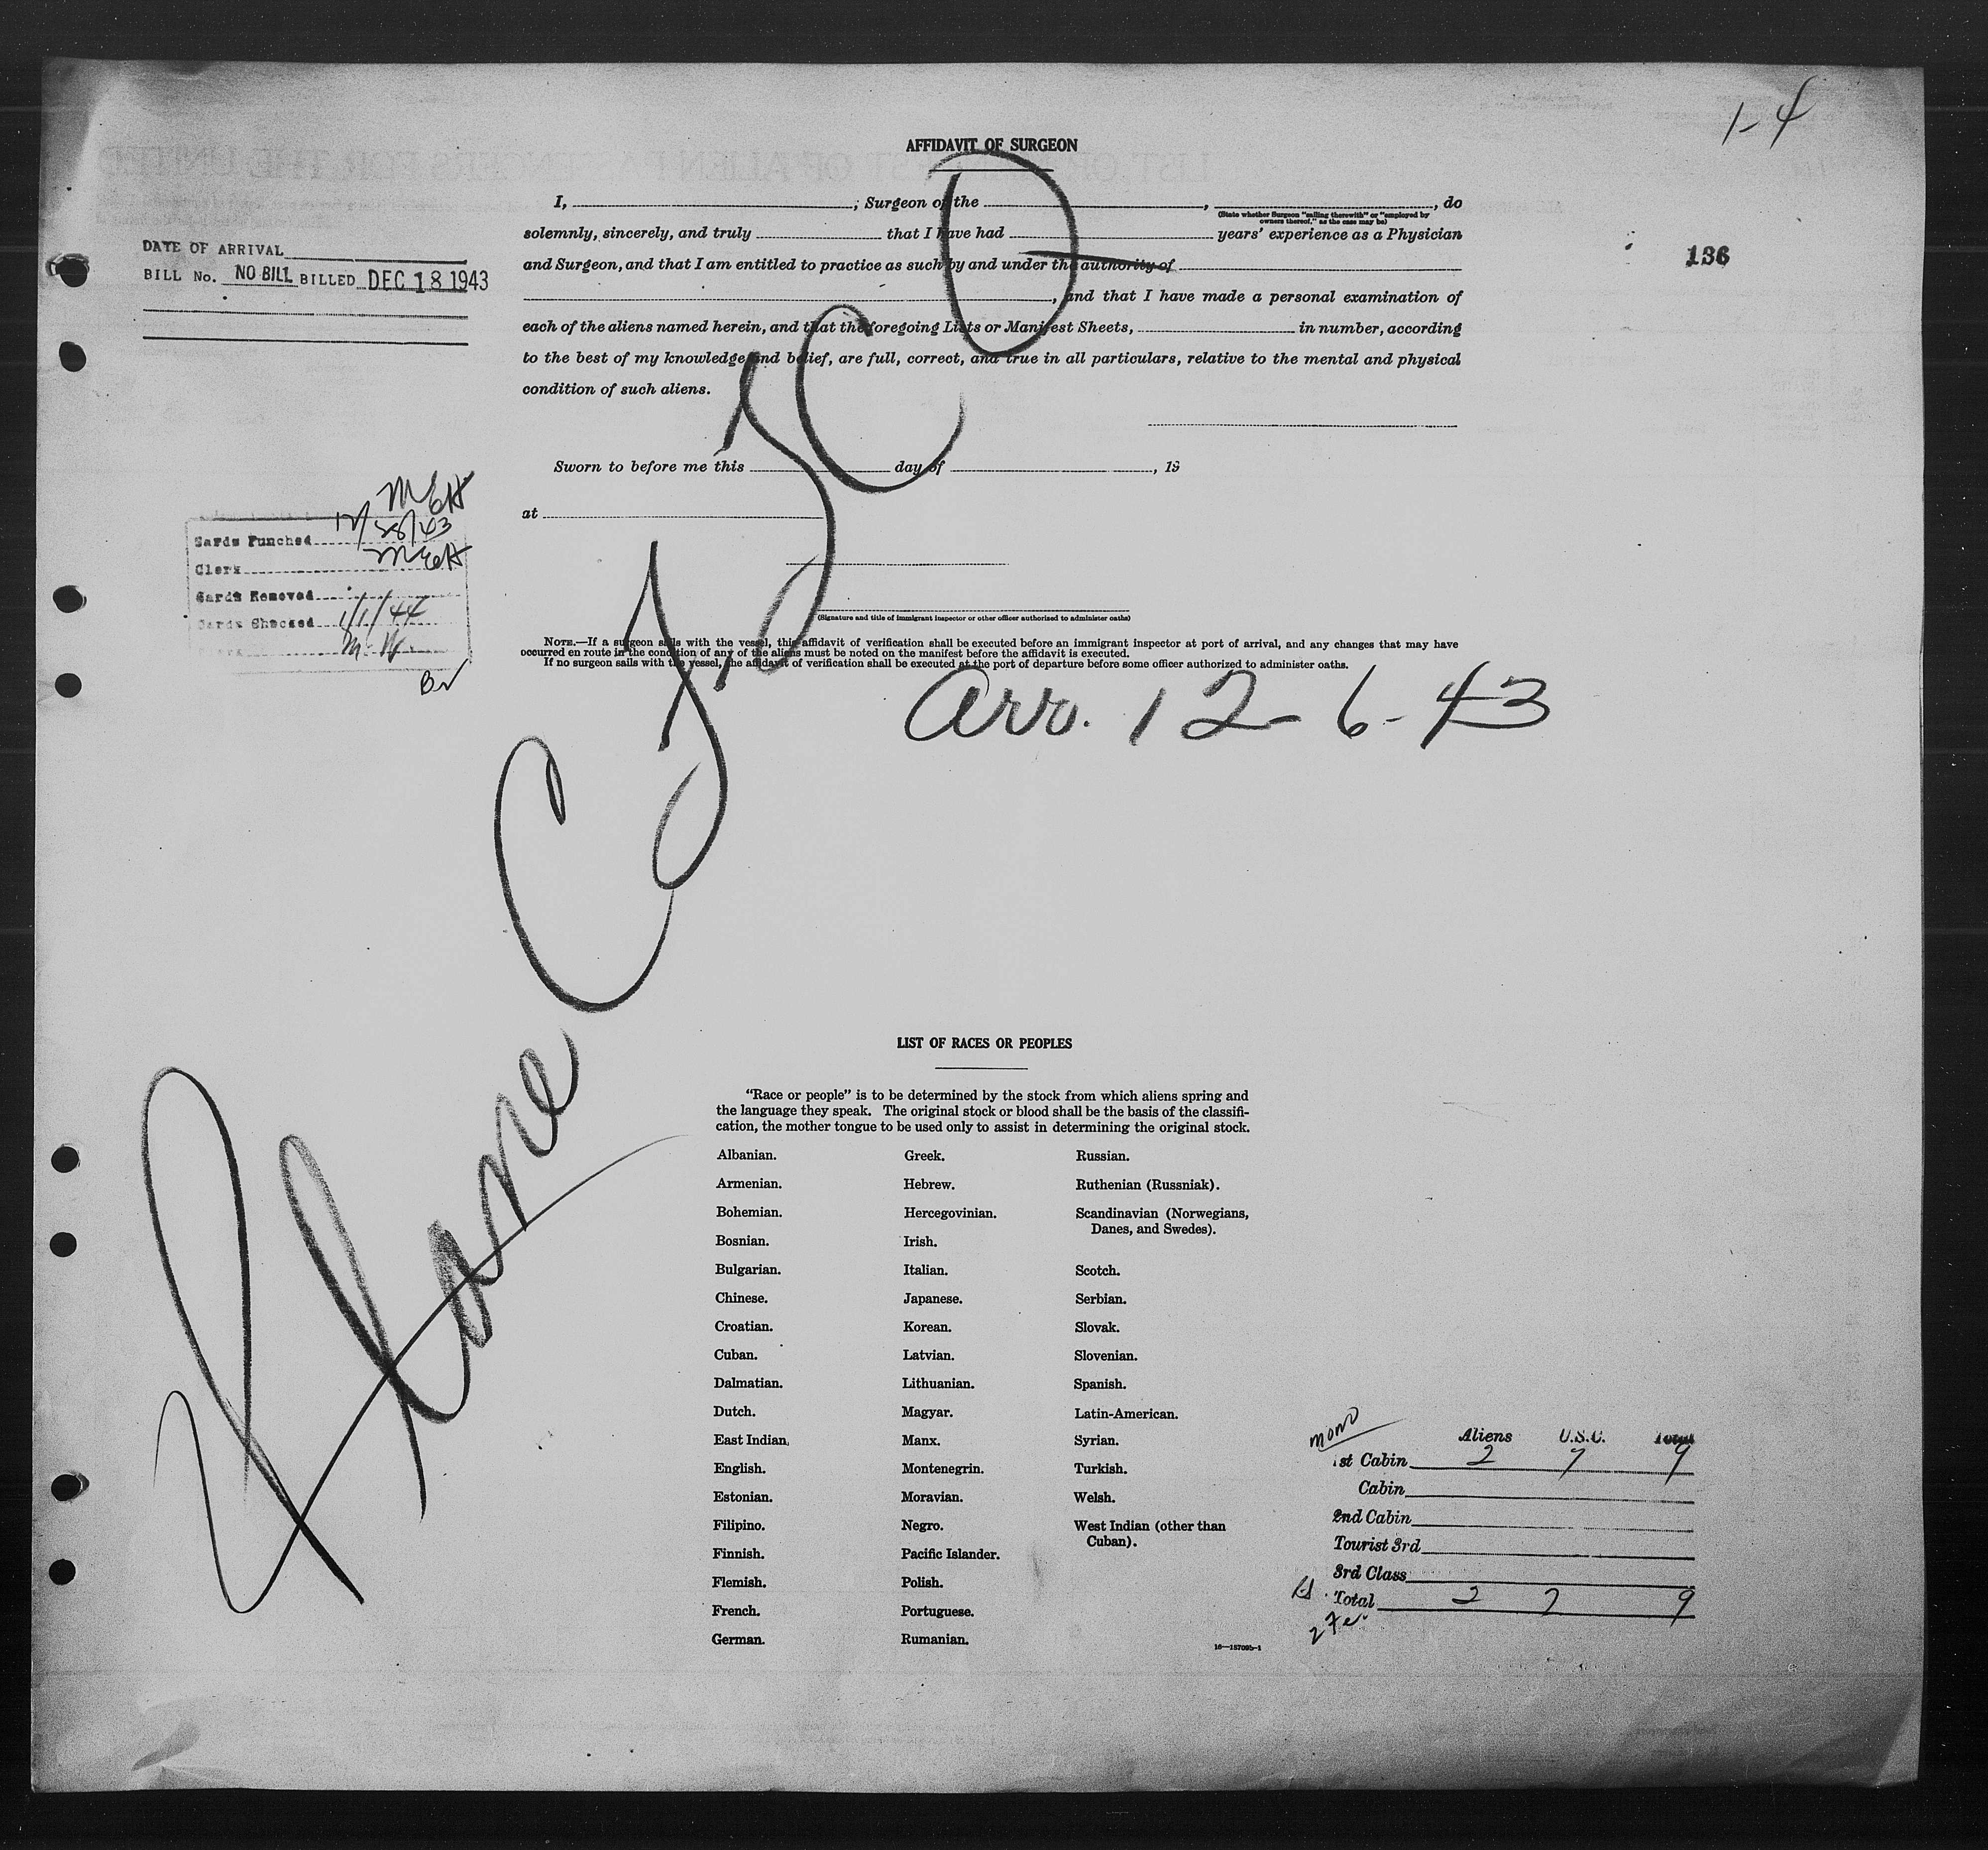 1-4
AFFIDAVIT OF SURGEON
I, ; Surgeon of the , , do
(State whether Surgeon "sailing therewith" or "employed by
owners thereof," as the case may be)
solemnly, sincerely, and truly that I have had years' experience as a Physician
and Surgeon, and that I am entitled to practice as such by and under the authority of
, and that I have made a personal examination of
each of the aliens named herein, and that the foregoing Lists or Manifest Sheets, in number, according
to the best of my knowledge and belief, are full, correct, and true in all particulars, relative to the mental and physical
condition of such aliens.
DATE OF ARRIVAL
BILL No. NO BILL BILLED DEC 18 1943
136
Sworn to before me this day of , 19
at
(Signature and title of immigrant inspector or other officer authorized to administer oaths)
Cards Punched 12/28/43
Clerk
Cards Removed
Cards Checked 1/1/44
NOTE.—If a surgeon sails with the vessel, this affidavit of verification shall be executed before an immigrant inspector at port of arrival, and any changes that may have
occurred en route in the condition of any of the aliens must be noted on the manifest before the affidavit is executed.
If no surgeon sails with the vessel, the affidavit of verification shall be executed at the port of departure before some officer authorized to administer oaths.
Arr. 12-6-43
Plane
LIST OF RACES OR PEOPLES
"Race or people" is to be determined by the stock from which aliens spring and
the language they speak. The original stock or blood shall be the basis of the classifi-
cation, the mother tongue to be used only to assist in determining the original stock.
Albanian. Greek. Russian.
Armenian. Hebrew. Ruthenian (Russniak).
Bohemian. Hercegovinian. Scandinavian (Norwegians,
Danes, and Swedes).
Bosnian. Irish.
Bulgarian. Italian. Scotch.
Chinese. Japanese. Serbian.
Croatian. Korean. Slovak.
Cuban. Latvian. Slovenian.
Dalmatian. Lithuanian. Spanish.
Dutch. Magyar. Latin-American.
East Indian. Manx. Syrian.
English. Montenegrin. Turkish.
Estonian. Moravian. Welsh.
Filipino. Negro. West Indian (other than
Cuban).
Finnish. Pacific Islander.
Flemish. Polish.
French. Portuguese.
German. Rumanian.
16—15709b-1
Aliens U.S.C. Total
1st Cabin 2 7 9
Cabin
2nd Cabin
Tourist 3rd
3rd Class
Total 2 7 9